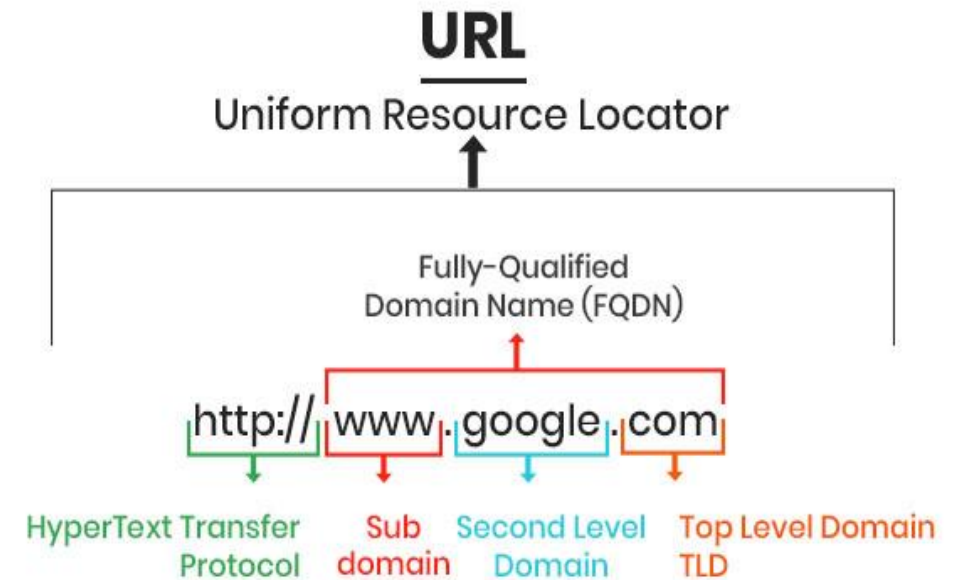 URL
Uniform Resource Locator
Fully-Qualified
Domain Name (FQDN)
http://www.google.com
HyperText Transfer
Protocol
Sub
domain
Second Level
Domain
Top Level Domain
TLD